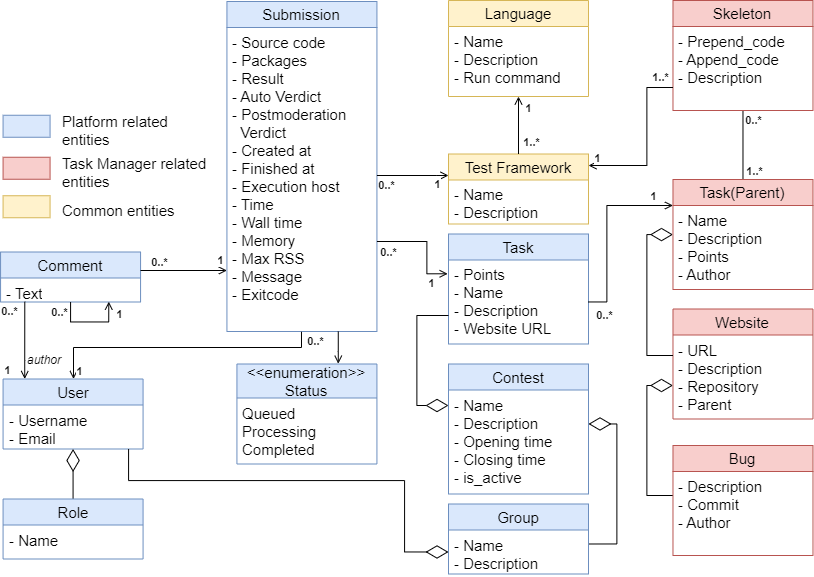 Submission
- Source code
- Packages
- Result
- Auto Verdict
- Postmoderation
Verdict
- Created at
- Finished at
- Execution host
- Time
- Wall time
- Memory
- Max RSS
- Message
- Exitcode
Language
- Name
- Description
- Run command
Skeleton
- Prepend_code
- Append_code
- Description
Platform related
entities
Task Manager related
entities
Common entities
1
1..*
1..*
1
0..*
1..*
Test Framework
- Name
- Description
0..*
1
Task(Parent)
- Name
- Description
- Points
- Author
1
0..*
Task
- Points
- Name
- Description
- Website URL
0..*
1
Comment
- Text
0..*
1
0..*
0..*
1
author
1
1
0..*
User
- Username
- Email
<<enumeration>>
Status
Queued
Processing
Completed
Contest
- Name
- Description
- Opening time
- Closing time
- is_active
Website
- URL
- Description
- Repository
- Parent
Bug
- Description
- Commit
- Author
Role
- Name
Group
- Name
- Description